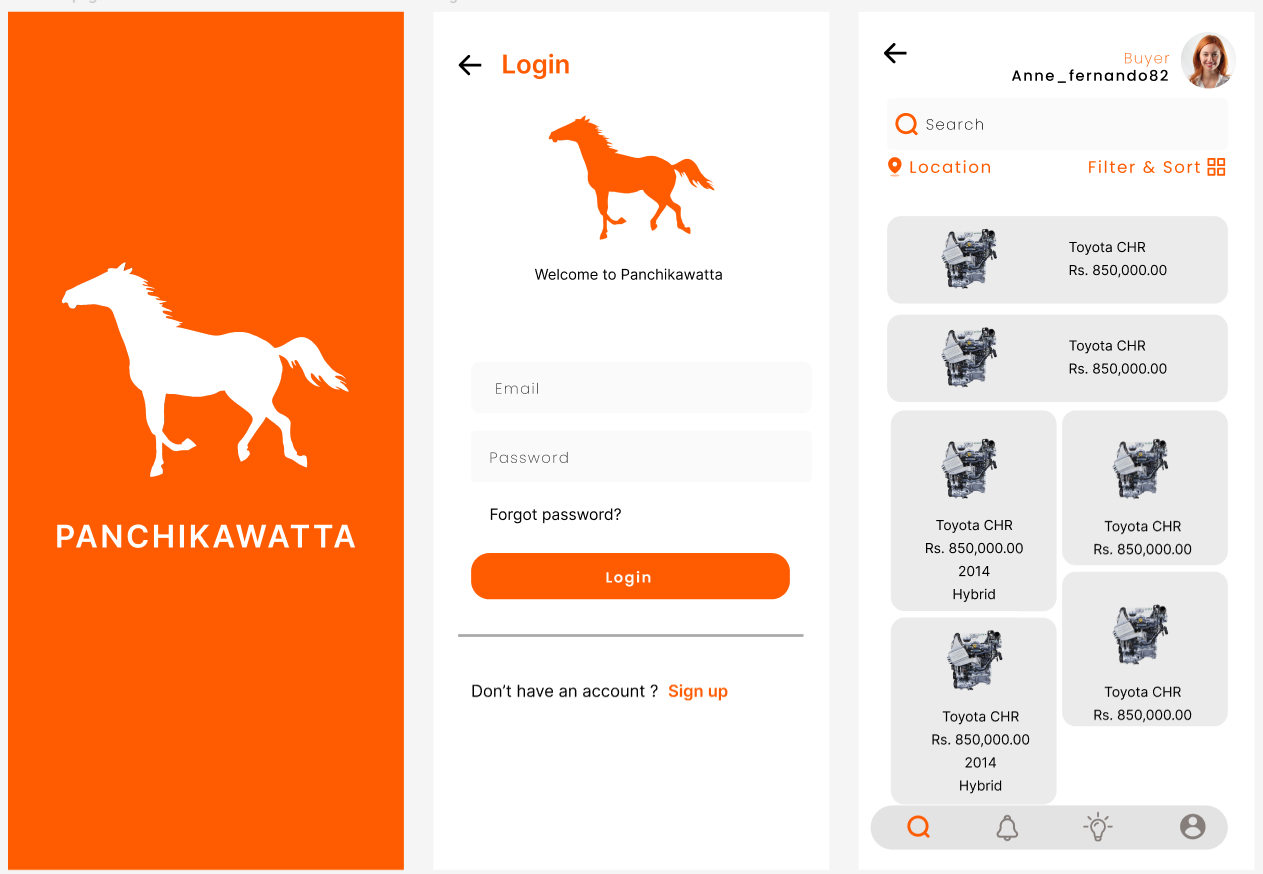 PANCHIKAWATTA
Login
Welcome to Panchikawatta
Email
Password
Forgot password?
Login
Don't have an account ? Sign up
Buyer
Anne_fernando82
Search
Location
Filter & Sort
Toyota CHR
Rs. 850,000.00
Toyota CHR
Rs. 850,000.00
Toyota CHR
Rs. 850,000.00
2014
Hybrid
Toyota CHR
Rs. 850,000.00
Toyota CHR
Rs. 850,000.00
2014
Hybrid
Toyota CHR
Rs. 850,000.00